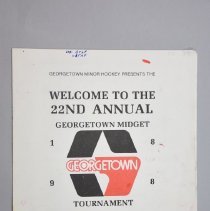 GEORGETOWN MINOR HOCKEY PRESENTS THE
WELCOME TO THE
22ND ANNUAL
GEORGETOWN MIDGET
1 8
GEORGETOWN
9 8
TOURNAMENT